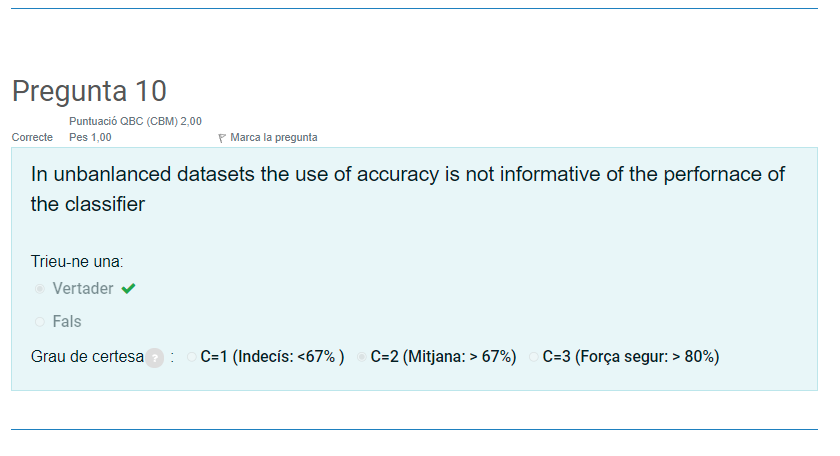 Pregunta 10
Puntuació QBC (CBM) 2,00
Correcte Pes 1,00 Marca la pregunta
In unbanlanced datasets the use of accuracy is not informative of the perfornace of
the classifier
Trieu-ne una:
Vertader
Fals
Grau de certesa ? : C=1 (Indecís: <67% ) C=2 (Mitjana: > 67%) C=3 (Força segur: > 80%)